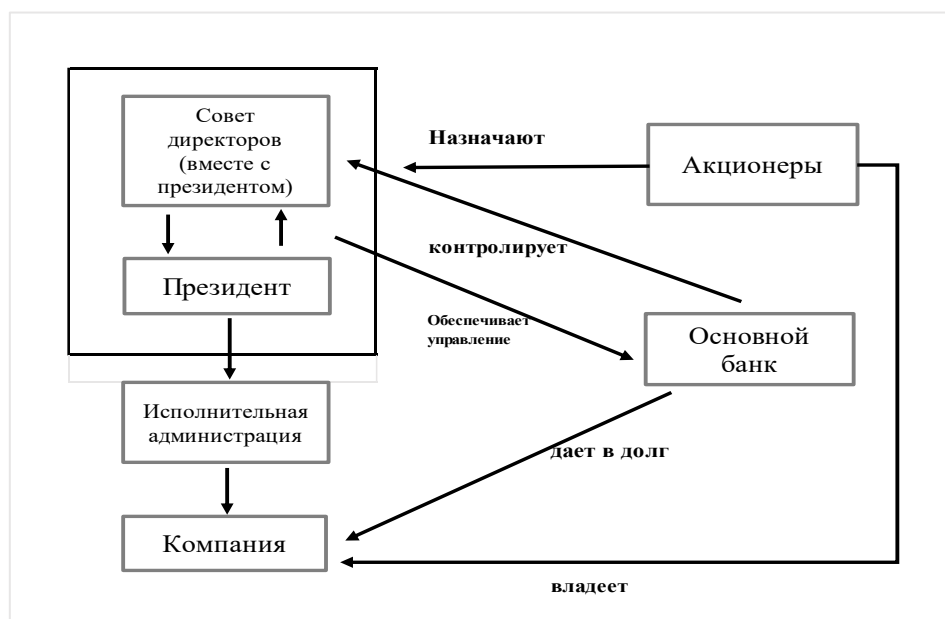 Совет
директоров
(вместе с
президентом)
Назначают
Акционеры
контролирует
Президент
Обеспечивает
управление
Основной
банк
Исполнительная
администрация
дает в долг
Компания
владеет